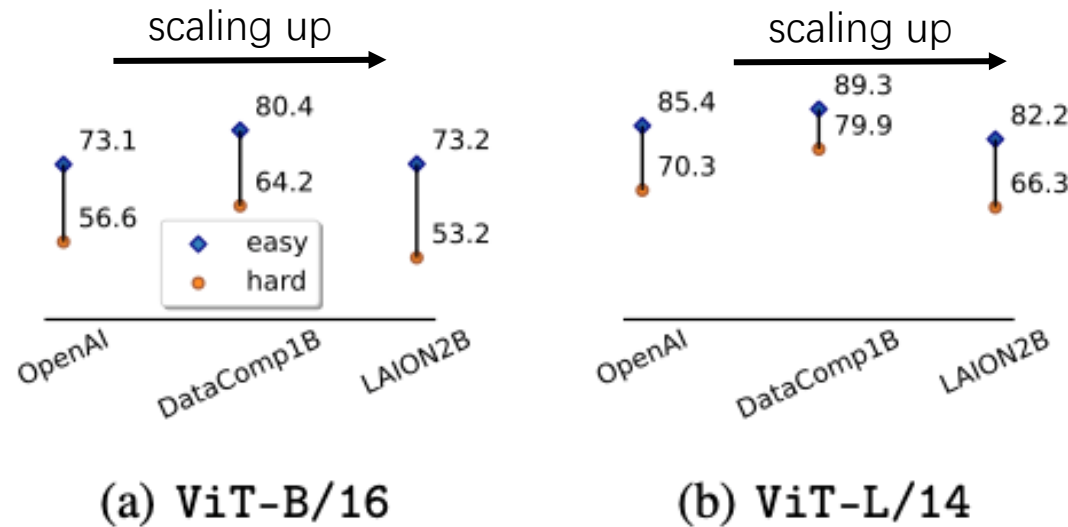 scaling up
80.4
73.1
73.2
64.2
56.6
53.2
easy
hard
OpenAI
DataComp1B
LAION2B
(a) ViT-B/16
scaling up
89.3
85.4
82.2
79.9
70.3
66.3
OpenAI
DataComp1B
LAION2B
(b) ViT-L/14